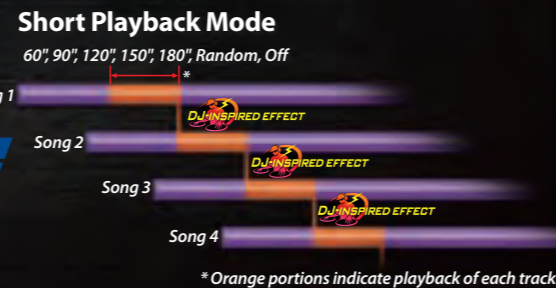 Short Playback Mode
60", 90", 120", 150", 180", Random, Off
*
g 1
DJ-INSPIRED EFFECT
Song 2
DJ-INSPIRED EFFECT
Song 3
DJ-INSPIRED EFFECT
Song 4
* Orange portions indicate playback of each track